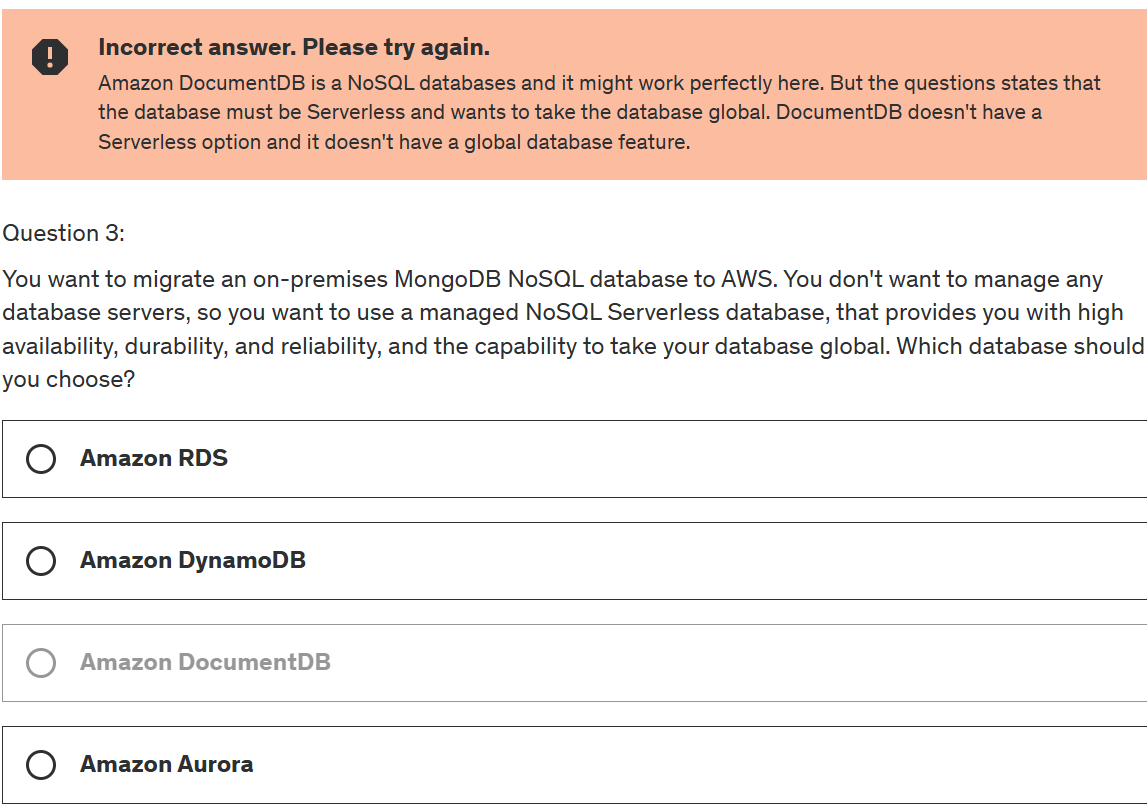 Incorrect answer. Please try again.
Amazon DocumentDB is a NoSQL databases and it might work perfectly here. But the questions states that
the database must be Serverless and wants to take the database global. DocumentDB doesn't have a
Serverless option and it doesn't have a global database feature.
Question 3:
You want to migrate an on-premises MongoDB NoSQL database to AWS. You don't want to manage any
database servers, so you want to use a managed NoSQL Serverless database, that provides you with high
availability, durability, and reliability, and the capability to take your database global. Which database should
you choose?
Amazon RDS
Amazon DynamoDB
Amazon DocumentDB
Amazon Aurora